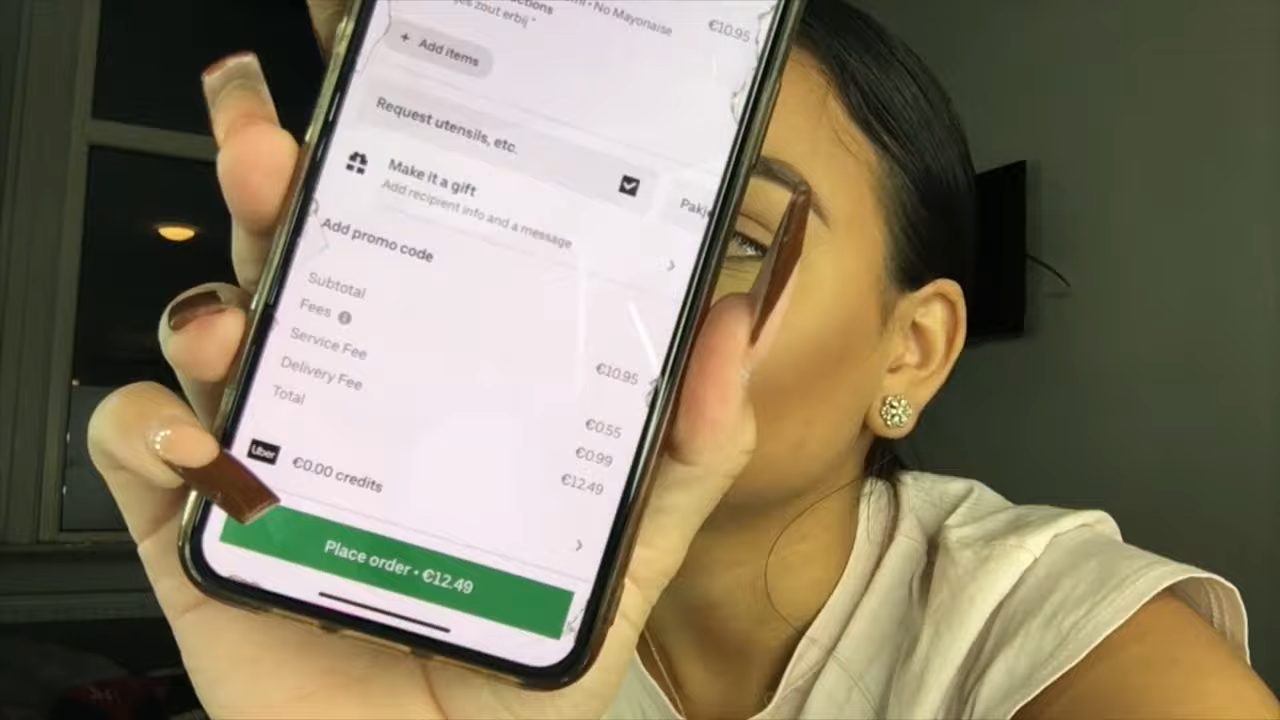 No Mayonaise
€10.95
zout erbij "
+ Add items
Request utensils, etc.
Make it a gift
Add recipient info and a message
Add promo code
Subtotal
€10.95
Fees
Service Fee
€0.55
Delivery Fee
€0.99
Total
€12.49
Uber
€0.00 credits
Place order • €12.49